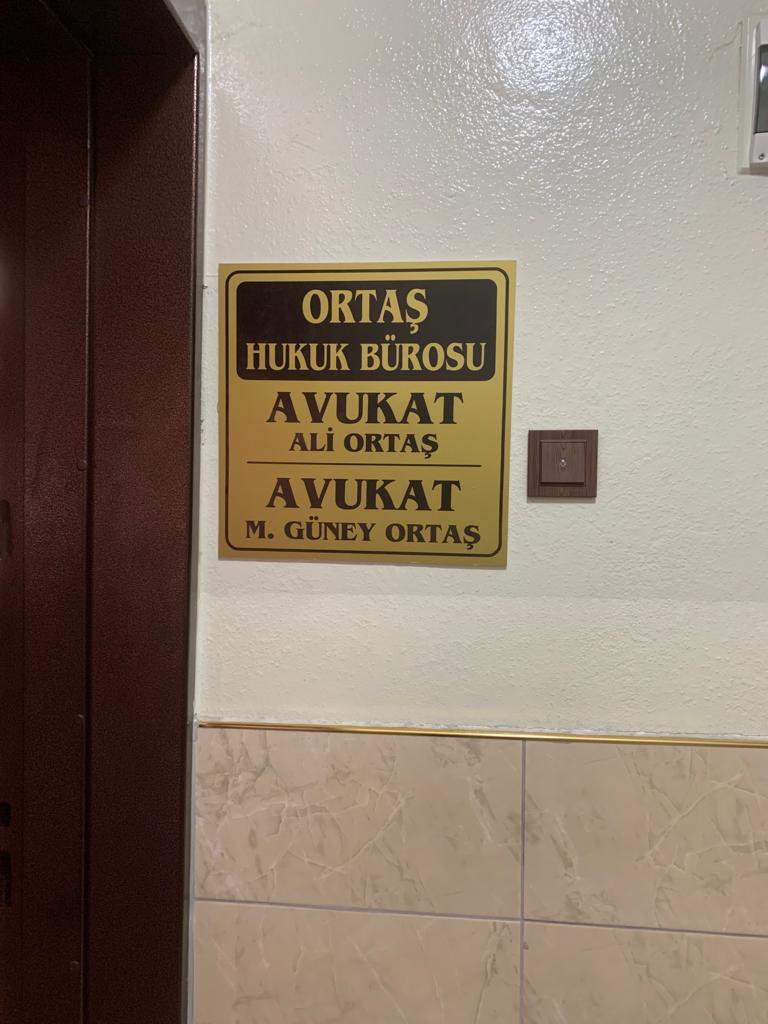 ORTAŞ
HUKUK BÜROSU
AVUKAT
ALİ ORTAŞ
AVUKAT
M. GÜNEY ORTAŞ